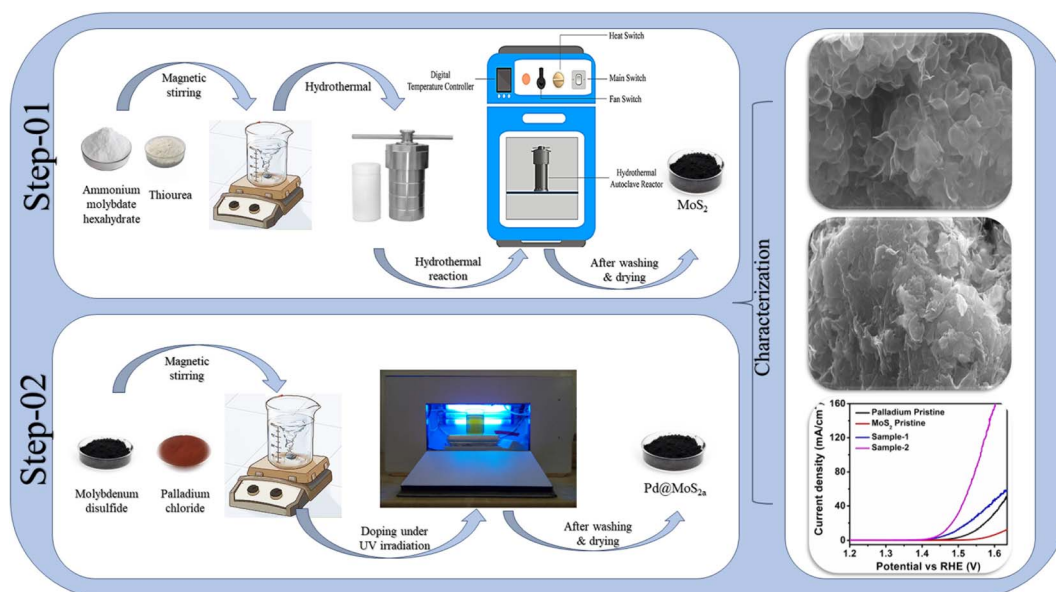 Step-01
Magnetic
stirring
Hydrothermal
Ammonium
molybdate
hexahydrate
Thiourea
Digital
Temperature Controller
Heat Switch
Main Switch
Fan Switch
Hydrothermal
Autoclave Reactor
MoS2
Hydrothermal
reaction
After washing
& drying
Step-02
Magnetic
stirring
Molybdenum
disulfide
Palladium
chloride
Doping under
UV irradiation
After washing
& drying
Pd@MoS2a
Characterization
Current density (mA/cm2)
160
120
80
40
0
Palladium Pristine
MoS2 Pristine
Sample-1
Sample-2
1.2 1.3 1.4 1.5 1.6
Potential vs RHE (V)